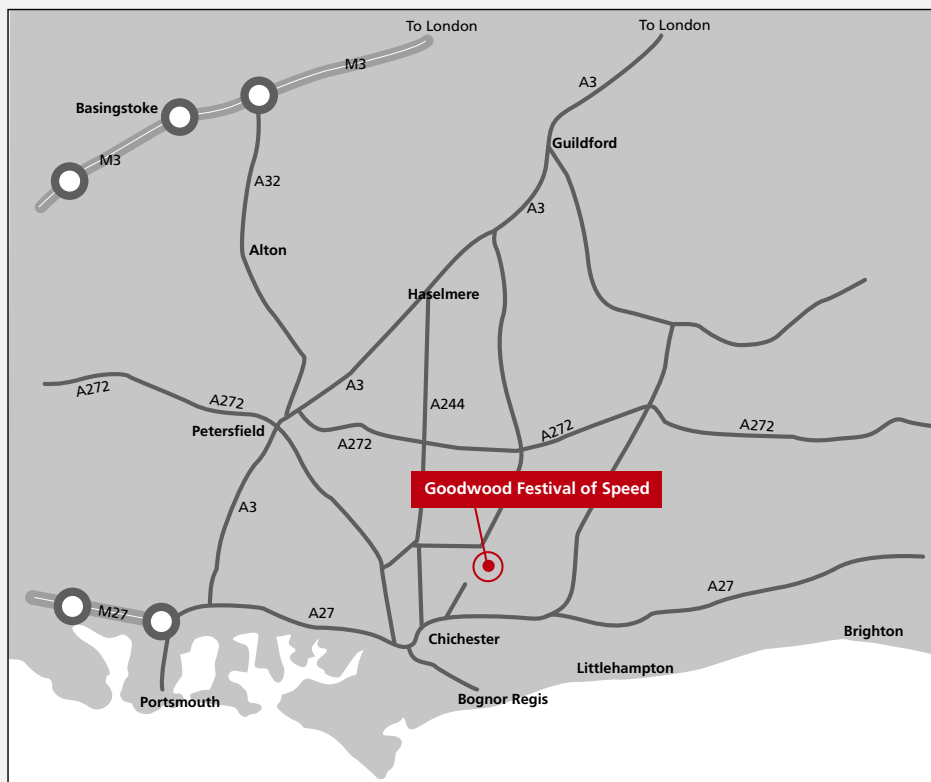 To London
To London
M3
A3
Basingstoke
Guildford
M3
A32
A3
Alton
Haselmere
A3
A272
A272
A244
A272
A272
A272
Petersfield
Goodwood Festival of Speed
A3
A27
M27
A27
Chichester
Brighton
Littlehampton
Portsmouth
Bognor Regis